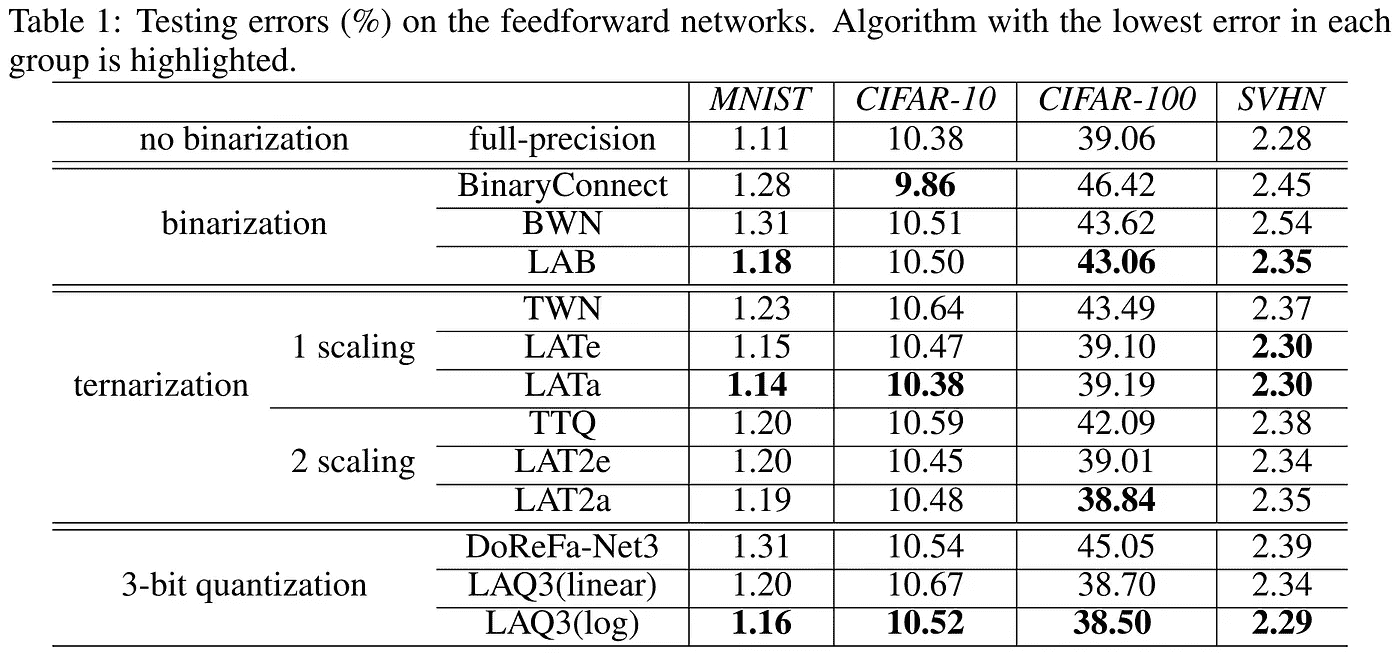 Table 1: Testing errors (%) on the feedforward networks. Algorithm with the lowest error in each
group is highlighted.
MNIST CIFAR-10 CIFAR-100 SVHN
no binarization full-precision 1.11 10.38 39.06 2.28
BinaryConnect 1.28 9.86 46.42 2.45
binarization BWN 1.31 10.51 43.62 2.54
LAB 1.18 10.50 43.06 2.35
TWN 1.23 10.64 43.49 2.37
1 scaling LATe 1.15 10.47 39.10 2.30
ternarization LATa 1.14 10.38 39.19 2.30
TTQ 1.20 10.59 42.09 2.38
2 scaling LAT2e 1.20 10.45 39.01 2.34
LAT2a 1.19 10.48 38.84 2.35
DoReFa-Net3 1.31 10.54 45.05 2.39
3-bit quantization LAQ3(linear) 1.20 10.67 38.70 2.34
LAQ3(log) 1.16 10.52 38.50 2.29